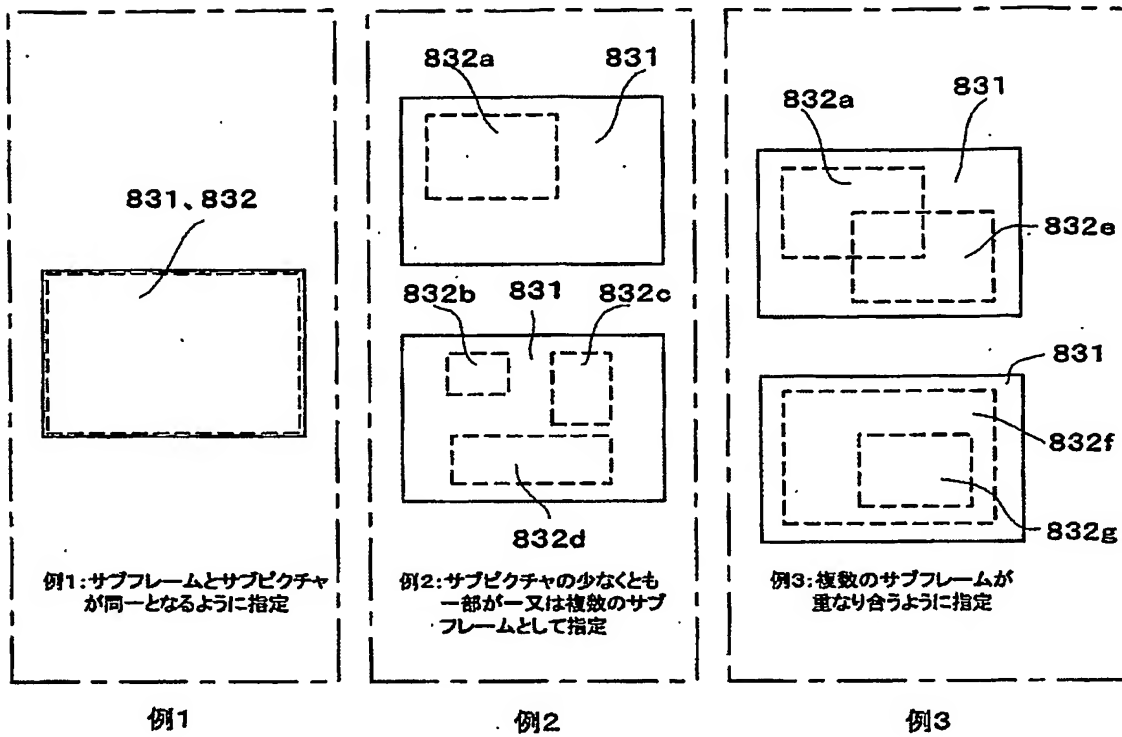 831、832
例1:サブフレームとサブピクチャ
が同一となるように指定
例1
832a
831
832b
831
832c
832d
例2:サブピクチャの少なくとも
一部が一又は複数のサブ
フレームとして指定
例2
832a
831
832e
831
832f
832g
例3:複数のサブフレームが
重なり合うように指定
例3